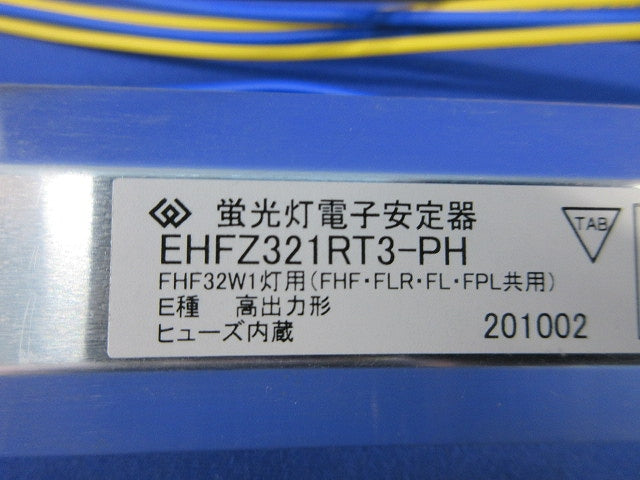 蛍光灯電子安定器
EHFZ321RT3-PH
FHF32W1灯用(FHF・FLR・FL・FPL共用)
E種 高出力形
ヒューズ内蔵
201002
TAB